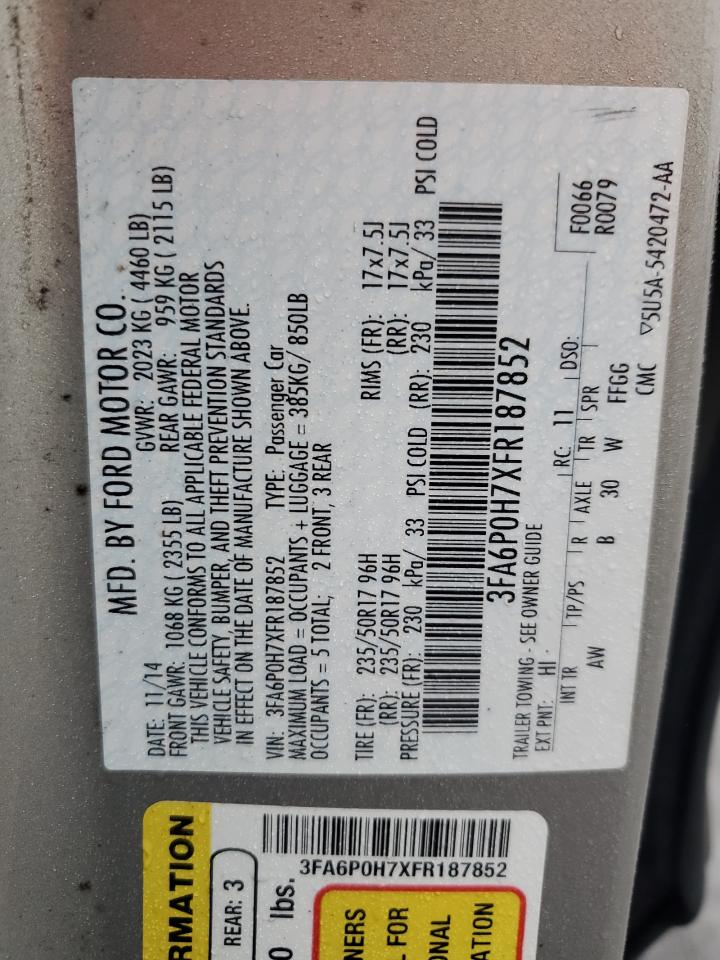 MFD. BY FORD MOTOR CO.
DATE: 11/14 GVWR: 2023 KG ( 4460 LB)
FRONT GAWR: 1068 KG ( 2355 LB) REAR GAWR: 959 KG ( 2115 LB)
THIS VEHICLE CONFORMS TO ALL APPLICABLE FEDERAL MOTOR
VEHICLE SAFETY, BUMPER, AND THEFT PREVENTION STANDARDS
IN EFFECT ON THE DATE OF MANUFACTURE SHOWN ABOVE.
VIN: 3FA6P0H7XFR187852 TYPE: Passenger Car
MAXIMUM LOAD = OCCUPANTS + LUGGAGE = 385KG/ 850LB
OCCUPANTS = 5 TOTAL; 2 FRONT, 3 REAR
TIRE (FR): 235/50R17 96H RIMS (FR): 17x7.5J
(RR): 235/50R17 96H (RR): 17x7.5J
PRESSURE (FR): 230 kPa/ 33 PSI COLD (RR): 230 kPa/ 33 PSI COLD
3FA6P0H7XFR187852
TRAILER TOWING - SEE OWNER GUIDE
EXT PNT: HI RC: 11 DSO: F0066
R0079
INT TR TP/PS R AXLE TR SPR
AW B 30 W FFGG
CMC ▽5U5A-5420472-AA
RMATION
REAR: 3
0 lbs.
3FA6P0H7XFR187852
NERS
L FOR
ONAL
ATION